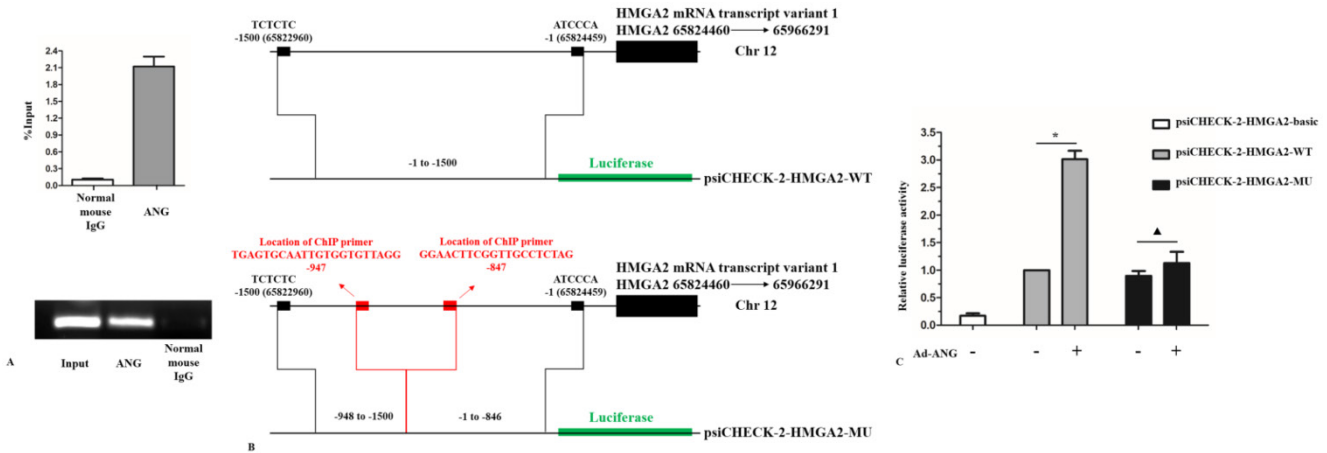 2.4
2.1
1.8
1.5
1.2
0.9
0.6
0.3
0.0
%Input
Normal
mouse
IgG
ANG
Input
ANG
Normal
mouse
IgG
A
TCTCTC
-1500 (65822960)
ATCCCA
-1 (65824459)
HMGA2 mRNA transcript variant 1
HMGA2 65824460 → 65966291
Chr 12
-1 to -1500
Luciferase
psiCHECK-2-HMGA2-WT
Location of ChIP primer
TGAGTGCAATTGTGGTGTTAGG
-947
Location of ChIP primer
GGAACTTCGGTTGCCTCTAG
-847
TCTCTC
-1500 (65822960)
ATCCCA
-1 (65824459)
HMGA2 mRNA transcript variant 1
HMGA2 65824460 → 65966291
Chr 12
-948 to -1500
-1 to -846
Luciferase
psiCHECK-2-HMGA2-MU
B
psiCHECK-2-HMGA2-basic
psiCHECK-2-HMGA2-WT
psiCHECK-2-HMGA2-MU
3.5
3.0
2.5
2.0
1.5
1.0
0.5
0.0
Relative luciferase activity
*
▲
Ad-ANG - - + - +
C